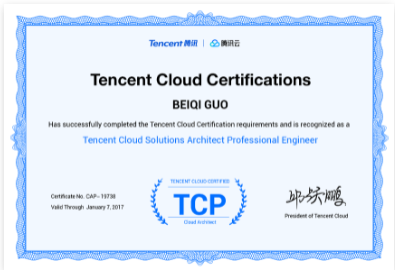 Tencent 腾讯 | 腾讯云
Tencent Cloud Certifications
BEIQI GUO
Has successfully completed the Tencent Cloud Certification requirements and is recognized as a
Tencent Cloud Solutions Architect Professional Engineer
TENCENT CLOUD CERTIFIED
TCP
Cloud Architect
Certificate No. CAP- 19738
Valid Through January 7, 2017
President of Tencent Cloud